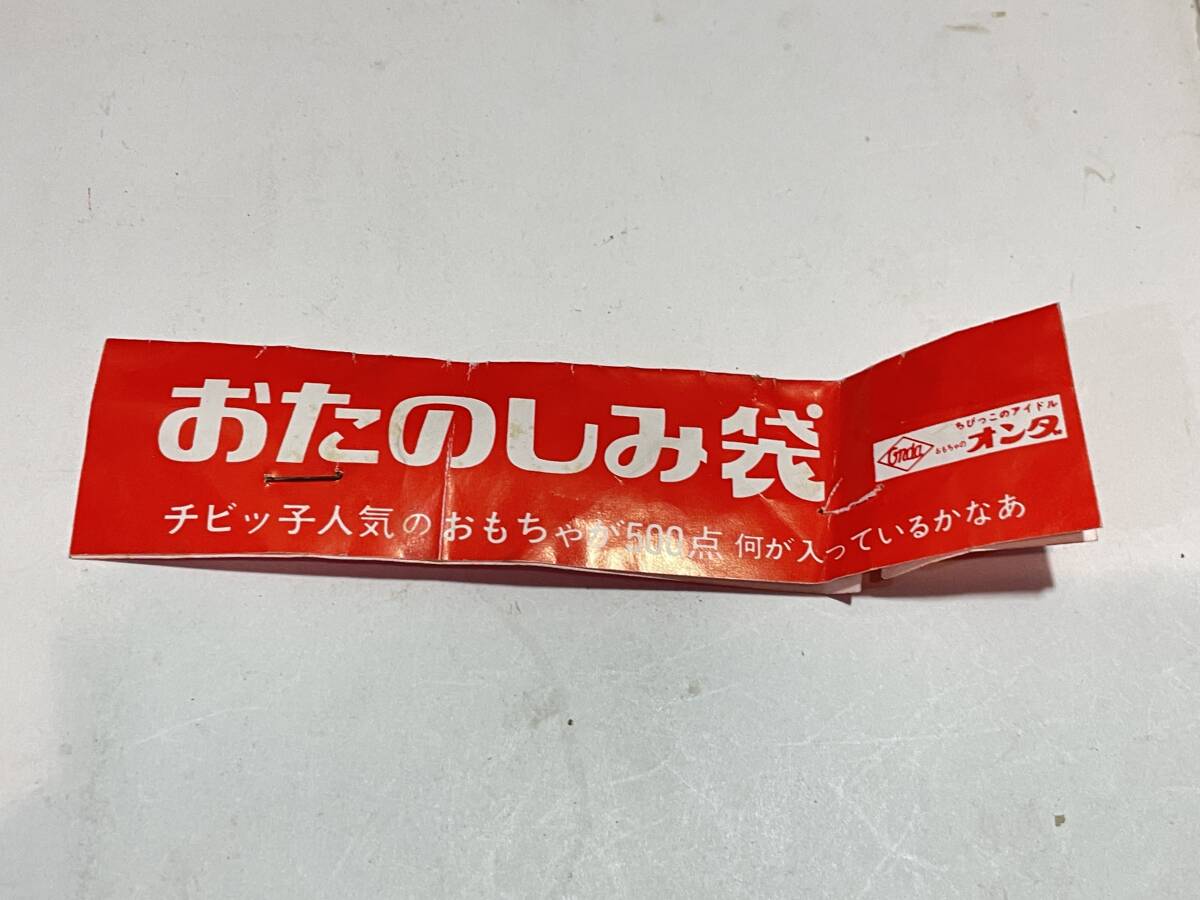 おたのしみ袋
チビッ子人気のおもちゃが500点 何が入っているかなあ
ちびっこのアイドル
Onda おもちゃの オンダ